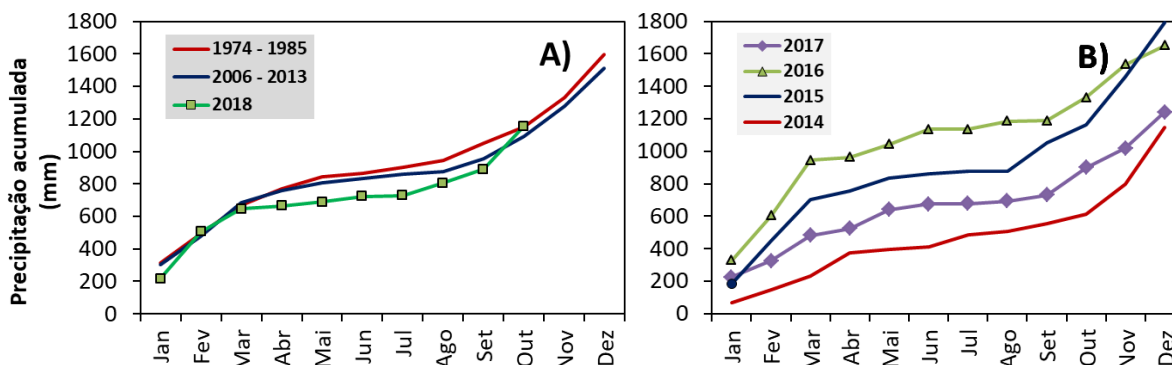 Precipitação acumulada
(mm)
1800
1600
1400
1200
1000
800
600
400
200
0
1974 - 1985
2006 - 2013
2018
A)
Jan
Fev
Mar
Abr
Mai
Jun
Jul
Ago
Set
Out
Nov
Dez
1800
1600
1400
1200
1000
800
600
400
200
0
2017
2016
2015
2014
B)
Jan
Fev
Mar
Abr
Mai
Jun
Jul
Ago
Set
Out
Nov
Dez